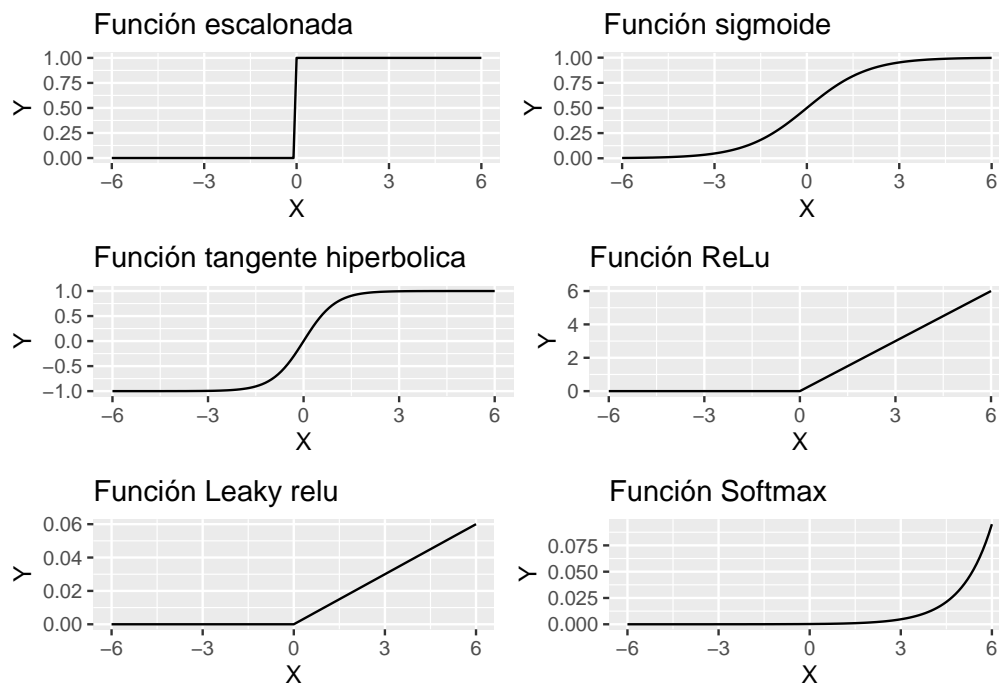 Función escalonada
1.00
0.75
0.50
0.25
0.00
Y
−6 −3 0 3 6
X
Función sigmoide
1.00
0.75
0.50
0.25
0.00
Y
−6 −3 0 3 6
X
Función tangente hiperbolica
1.0
0.5
0.0
−0.5
−1.0
Y
−6 −3 0 3 6
X
Función ReLu
6
4
2
0
Y
−6 −3 0 3 6
X
Función Leaky relu
0.06
0.04
0.02
0.00
Y
−6 −3 0 3 6
X
Función Softmax
0.075
0.050
0.025
0.000
Y
−6 −3 0 3 6
X